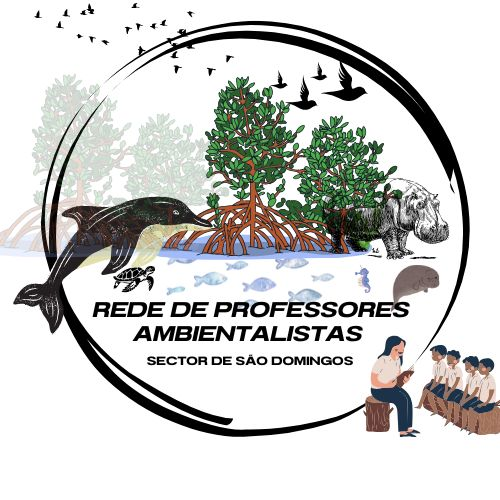 REDE DE PROFESSORES
AMBIENTALISTAS
SECTOR DE SÃO DOMINGOS